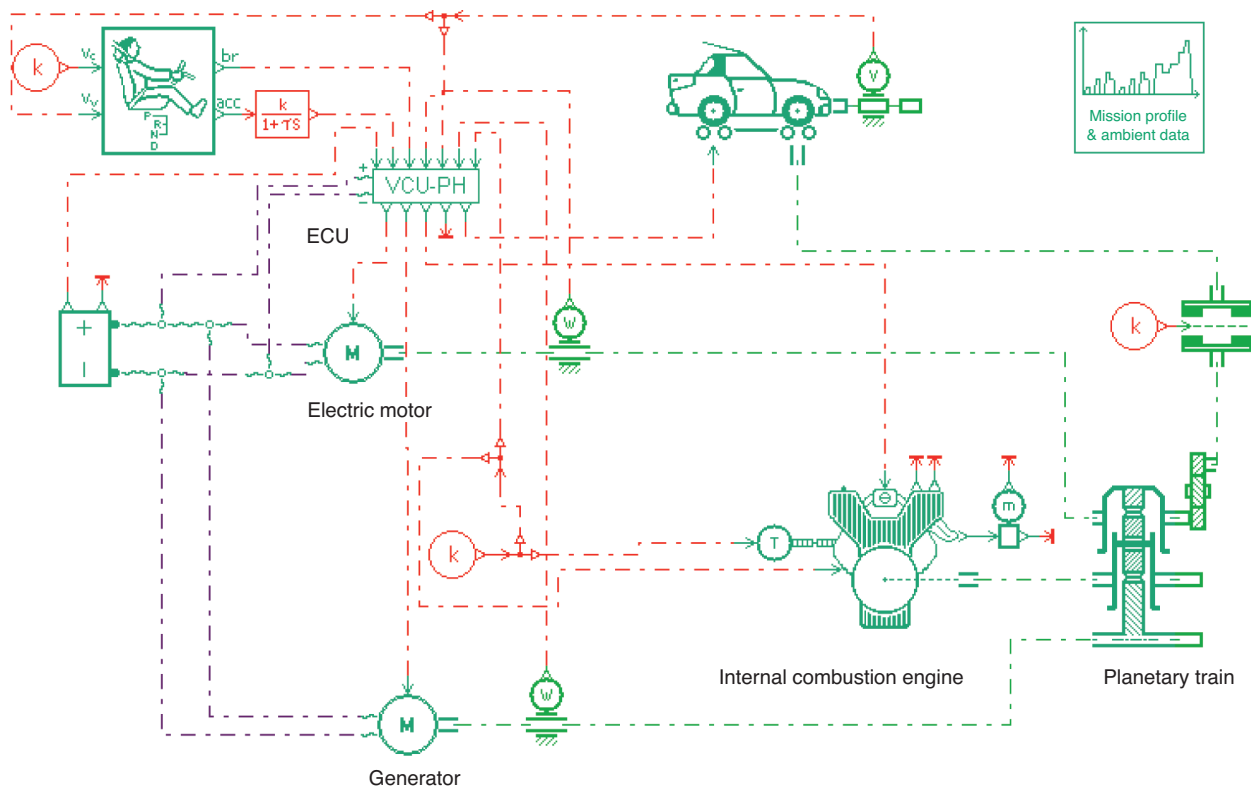 k
Vc
Vv
br
acc
P
R
N
D
k
1+τs
V
Mission profile
& ambient data
+
VCU-PH
−
ECU
+
−
M
W
k
Electric motor
k
T
Θ
m
Internal combustion engine
Planetary train
W
M
Generator